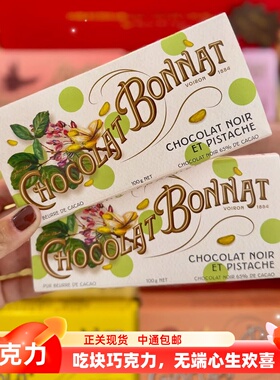 CHOCOLAT BONNAT
VOIRON 1884
CHOCOLAT NOIR
ET PISTACHE
CHOCOLAT NOIR 65% DE CACAO
100g NET
PUR BEURRE DE CACAO
CHOCOLAT BONNAT
VOIRON 1884
CHOCOLAT NOIR
ET PISTACHE
CHOCOLAT NOIR 65% DE CACAO
100g NET
PUR BEURRE DE CACAO
正关现货 中通包邮
克力
吃块巧克力，无端心生欢喜